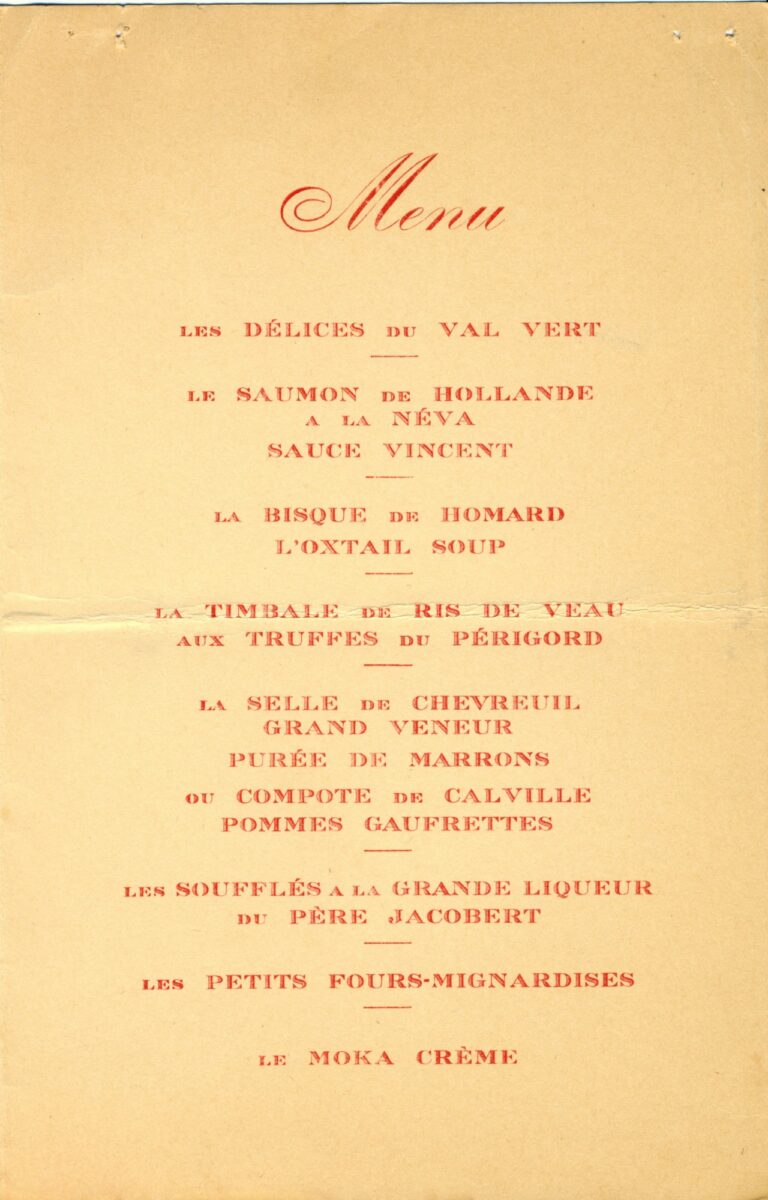 Menu
LES DÉLICES DU VAL VERT
LE SAUMON DE HOLLANDE
A LA NÉVA
SAUCE VINCENT
LA BISQUE DE HOMARD
L'OXTAIL SOUP
LA TIMBALE DE RIS DE VEAU
AUX TRUFFES DU PÉRIGORD
LA SELLE DE CHEVREUIL
GRAND VENEUR
PURÉE DE MARRONS
OU COMPOTE DE CALVILLE
POMMES GAUFRETTES
LES SOUFFLÉS A LA GRANDE LIQUEUR
DU PÈRE JACOBERT
LES PETITS FOURS-MIGNARDISES
LE MOKA CRÈME